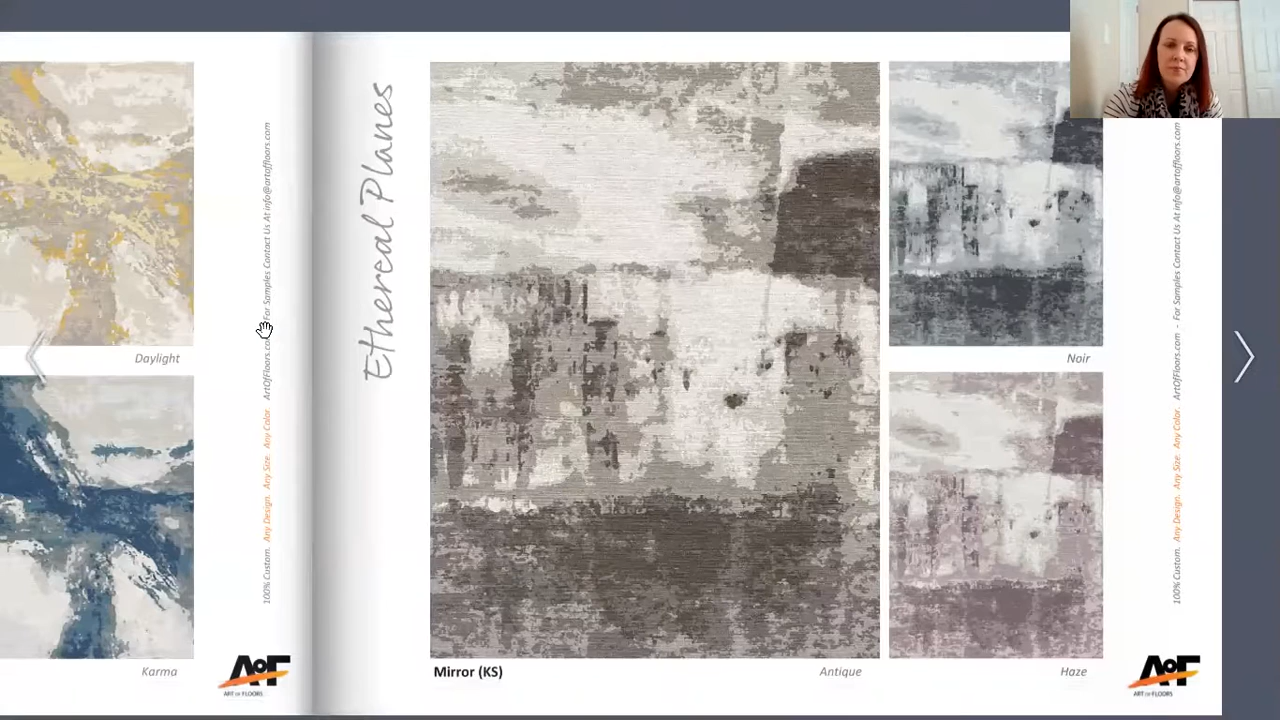 Daylight
Karma
100% Custom. Any Design. Any Size. Any Color. ArtOfFloors.co For Samples Contact Us At info@artoffloors.com
AOF
ART OF FLOORS
Ethereal Planes
Mirror (KS)
Antique
Noir
Haze
100% Custom. Any Design. Any Size. Any Color. ArtOfFloors.com - For Samples Contact Us At info@artoffloors.com
AOF
ART OF FLOORS